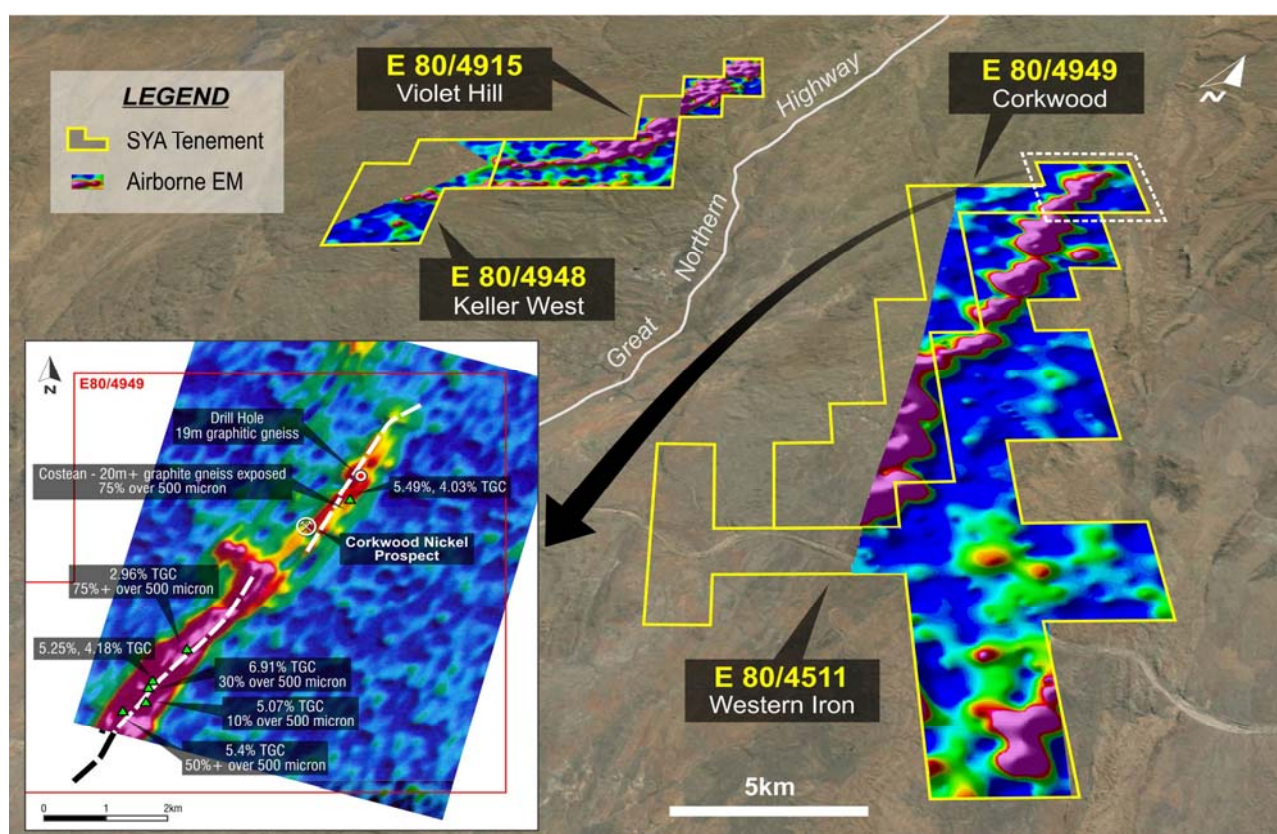 LEGEND
SYA Tenement
Airborne EM
E 80/4915
Violet Hill
E 80/4949
Corkwood
N
Great Northern Highway
E 80/4948
Keller West
N
E80/4949
Drill Hole
19m graphitic gneiss
Costean - 20m+ graphite gneiss exposed
75% over 500 micron
5.49%, 4.03% TGC
Corkwood Nickel
Prospect
2.96% TGC
75%+ over 500 micron
5.25%, 4.18% TGC
6.91% TGC
30% over 500 micron
5.07% TGC
10% over 500 micron
5.4% TGC
50%+ over 500 micron
0 1 2km
E 80/4511
Western Iron
5km